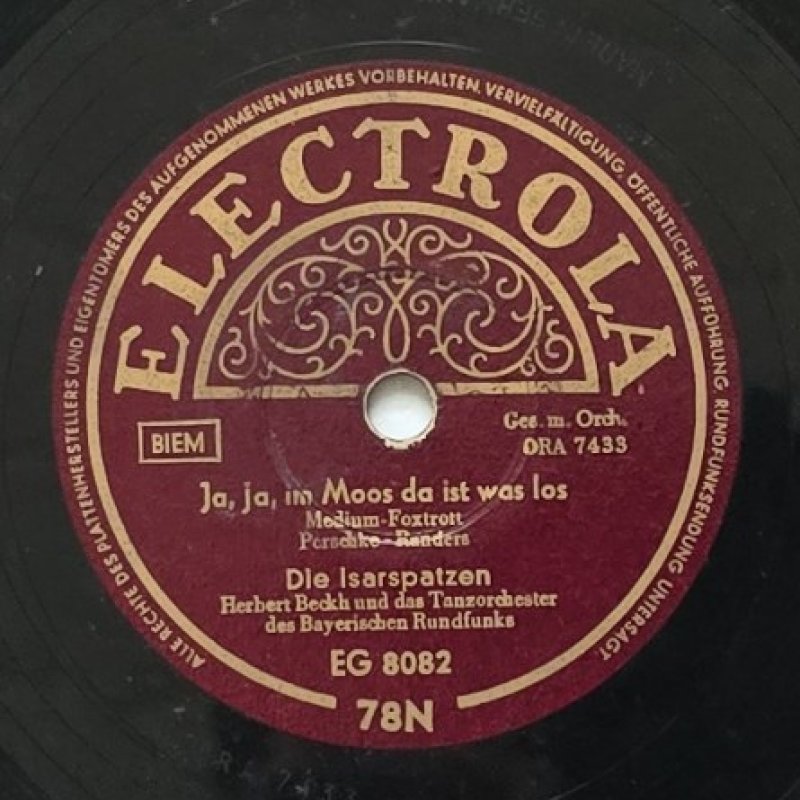 ALLE RECHTE DES PLATTENHERSTELLERS UND EIGENTÜMERS DES AUFGENOMMENEN WERKES VORBEHALTEN. VERVIELFÄLTIGUNG, ÖFFENTLICHE AUFFÜHRUNG RUNDFUNKSENDUNG UNTERSAGT.
ELECTROLA
BIEM
Ges. m. Orch.
ORA 7433
Ja, ja, im Moos da ist was los
Medium-Foxtrott
Perschke - Randers
Die Isarspatzen
Herbert Beckh und das Tanzorchester
des Bayerischen Rundfunks
EG 8082
78N